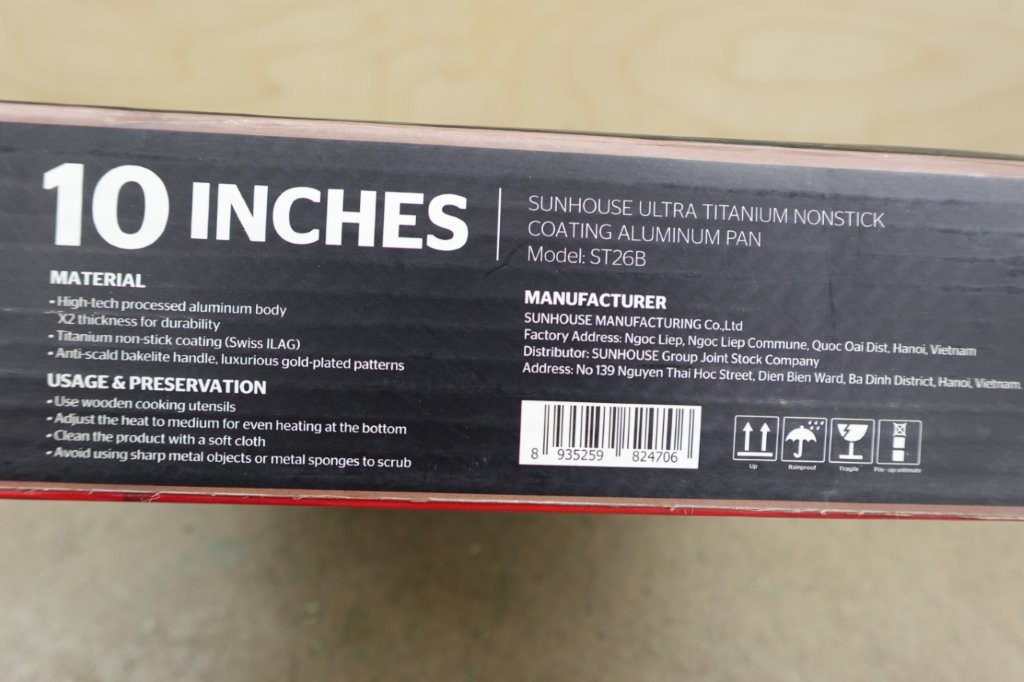 10 INCHES
SUNHOUSE ULTRA TITANIUM NONSTICK
COATING ALUMINUM PAN
Model: ST26B
MATERIAL
• High-tech processed aluminum body
X2 thickness for durability
• Titanium non-stick coating (Swiss ILAG)
• Anti-scald bakelite handle, luxurious gold-plated patterns
USAGE & PRESERVATION
• Use wooden cooking utensils
• Adjust the heat to medium for even heating at the bottom
• Clean the product with a soft cloth
• Avoid using sharp metal objects or metal sponges to scrub
MANUFACTURER
SUNHOUSE MANUFACTURING Co.,Ltd
Factory Address: Ngoc Liep, Ngoc Liep Commune, Quoc Oai Dist, Hanoi, Vietnam
Distributor: SUNHOUSE Group Joint Stock Company
Address: No 139 Nguyen Thai Hoc Street, Dien Bien Ward, Ba Dinh District, Hanoi, Vietnam
8 935259 824706
Up
Rainproof
Fragile